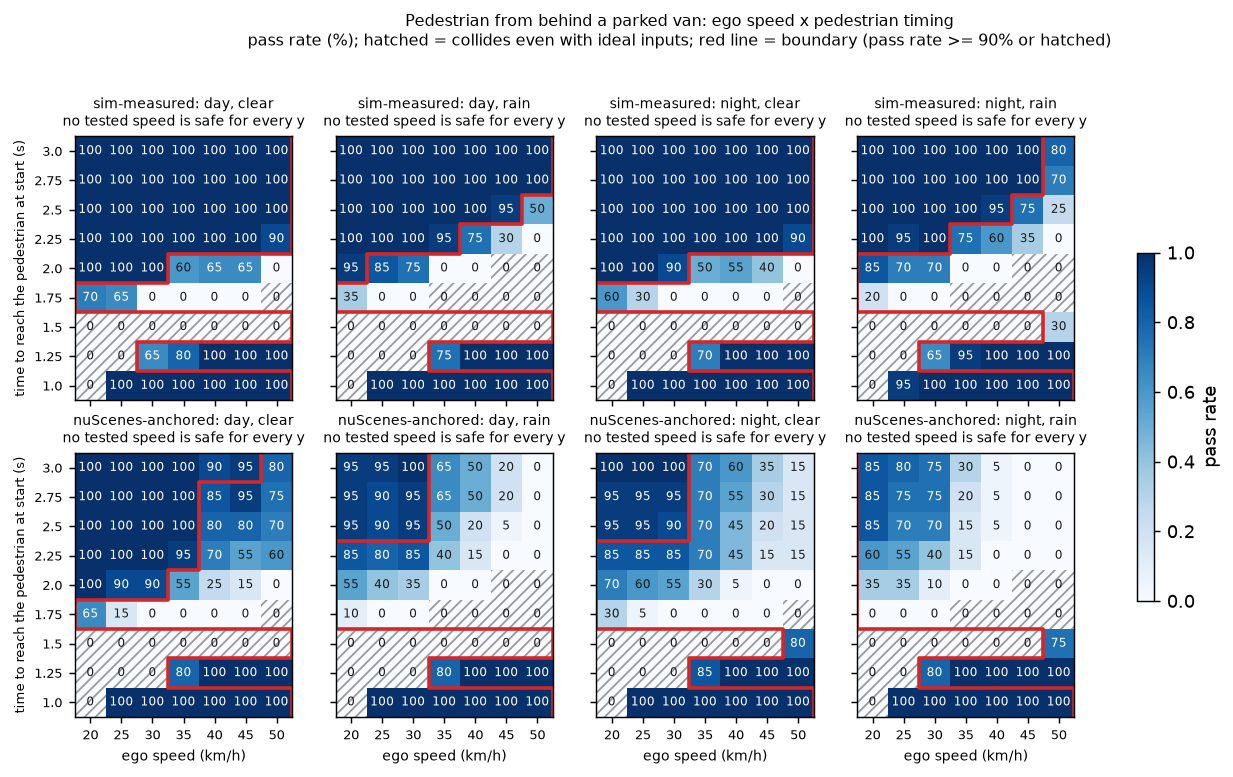 Pedestrian from behind a parked van: ego speed x pedestrian timing
pass rate (%); hatched = collides even with ideal inputs; red line = boundary (pass rate >= 90% or hatched)
sim-measured: day, clear
no tested speed is safe for every y
time to reach the pedestrian at start (s)
3.0 100 100 100 100 100 100 100
2.75 100 100 100 100 100 100 100
2.5 100 100 100 100 100 100 100
2.25 100 100 100 100 100 100 90
2.0 100 100 100 60 65 65 0
1.75 70 65 0 0 0 0 0
1.5 0 0 0 0 0 0 0
1.25 0 0 65 80 100 100 100
1.0 0 100 100 100 100 100 100
sim-measured: day, rain
no tested speed is safe for every y
100 100 100 100 100 100 100
100 100 100 100 100 100 100
100 100 100 100 100 95 50
100 100 100 95 75 30 0
95 85 75 0 0 0 0
35 0 0 0 0 0 0
0 0 0 0 0 0 0
0 0 0 75 100 100 100
0 100 100 100 100 100 100
sim-measured: night, clear
no tested speed is safe for every y
100 100 100 100 100 100 100
100 100 100 100 100 100 100
100 100 100 100 100 100 100
100 100 100 100 100 100 90
100 100 90 50 55 40 0
60 30 0 0 0 0 0
0 0 0 0 0 0 0
0 0 0 70 100 100 100
0 100 100 100 100 100 100
sim-measured: night, rain
no tested speed is safe for every y
100 100 100 100 100 100 80
100 100 100 100 100 100 70
100 100 100 100 95 75 25
100 95 100 75 60 35 0
85 70 70 0 0 0 0
20 0 0 0 0 0 0
0 0 0 0 0 0 30
0 0 65 95 100 100 100
0 95 100 100 100 100 100
nuScenes-anchored: day, clear
no tested speed is safe for every y
time to reach the pedestrian at start (s)
3.0 100 100 100 100 90 95 80
2.75 100 100 100 100 85 95 75
2.5 100 100 100 100 80 80 70
2.25 100 100 100 95 70 55 60
2.0 100 90 90 55 25 15 0
1.75 65 15 0 0 0 0 0
1.5 0 0 0 0 0 0 0
1.25 0 0 0 80 100 100 100
1.0 0 100 100 100 100 100 100
20 25 30 35 40 45 50
ego speed (km/h)
nuScenes-anchored: day, rain
no tested speed is safe for every y
95 95 100 65 50 20 0
95 90 95 65 50 20 0
95 90 95 50 20 5 0
85 80 80 40 15 0 0
55 40 35 0 0 0 0
10 0 0 0 0 0 0
0 0 0 0 0 0 0
0 0 0 80 100 100 100
0 100 100 100 100 100 100
20 25 30 35 40 45 50
ego speed (km/h)
nuScenes-anchored: night, clear
no tested speed is safe for every y
100 100 100 70 60 35 15
95 95 95 70 55 30 15
95 95 90 70 45 20 15
85 85 85 70 45 15 15
70 60 55 30 5 0 0
30 5 0 0 0 0 0
0 0 0 0 0 0 80
0 0 0 85 100 100 100
0 100 100 100 100 100 100
20 25 30 35 40 45 50
ego speed (km/h)
nuScenes-anchored: night, rain
no tested speed is safe for every y
85 80 75 30 5 0 0
85 75 75 20 5 0 0
85 70 70 15 5 0 0
60 55 40 15 0 0 0
35 35 10 0 0 0 0
0 0 0 0 0 0 0
0 0 0 0 0 0 75
0 0 80 100 100 100 100
0 100 100 100 100 100 100
20 25 30 35 40 45 50
ego speed (km/h)
1.0
0.8
0.6
0.4
0.2
0.0
pass rate